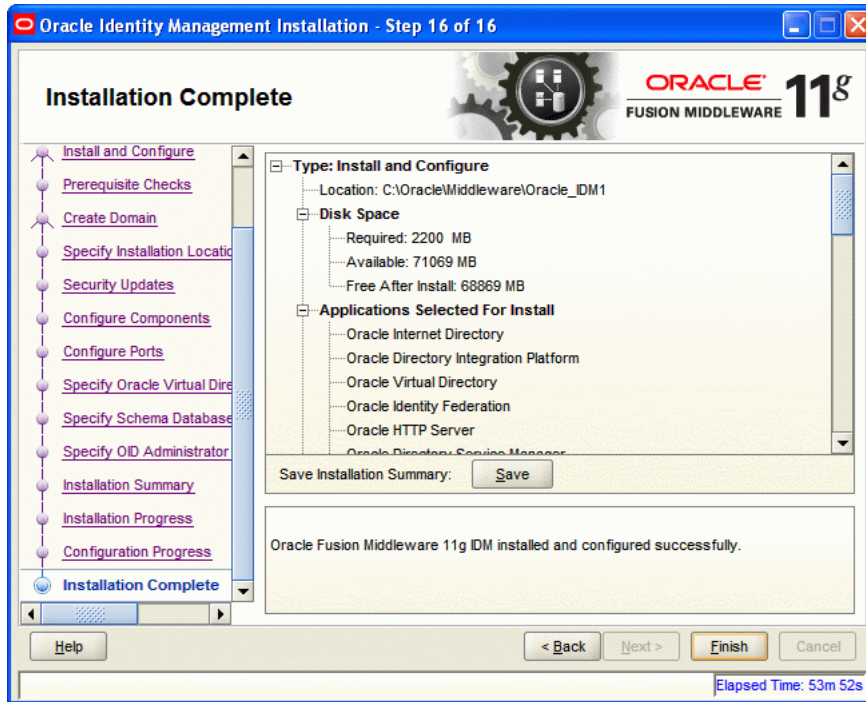 Oracle Identity Management Installation - Step 16 of 16
Installation Complete
ORACLE
FUSION MIDDLEWARE
11g
Install and Configure
Prerequisite Checks
Create Domain
Specify Installation Locatio
Security Updates
Configure Components
Configure Ports
Specify Oracle Virtual Dire
Specify Schema Database
Specify OID Administrator
Installation Summary
Installation Progress
Configuration Progress
Installation Complete
Type: Install and Configure
Location: C:\Oracle\Middleware\Oracle_IDM1
Disk Space
Required: 2200 MB
Available: 71069 MB
Free After Install: 68869 MB
Applications Selected For Install
Oracle Internet Directory
Oracle Directory Integration Platform
Oracle Virtual Directory
Oracle Identity Federation
Oracle HTTP Server
Oracle Directory Service Manager
Save Installation Summary: Save
Oracle Fusion Middleware 11g IDM installed and configured successfully.
Help < Back Next > Finish Cancel
Elapsed Time: 53m 52s